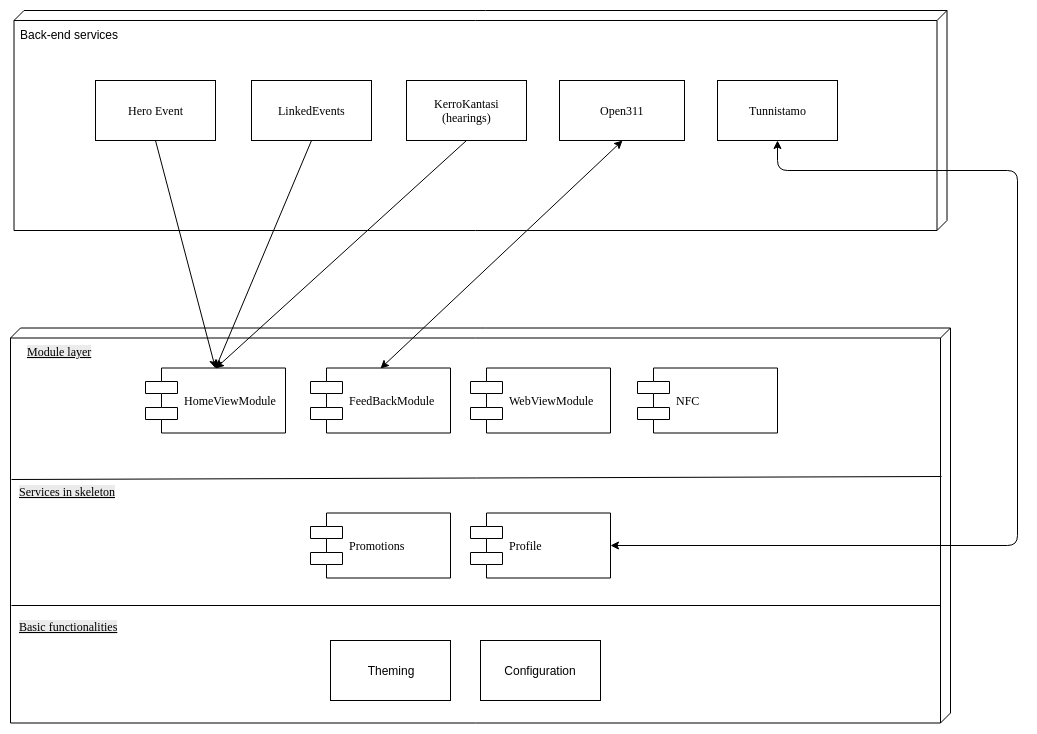 Back-end services
Hero Event
LinkedEvents
KerroKantasi
(hearings)
Open311
Tunnistamo
Module layer
HomeViewModule
FeedBackModule
WebViewModule
NFC
Services in skeleton
Promotions
Profile
Basic functionalities
Theming
Configuration